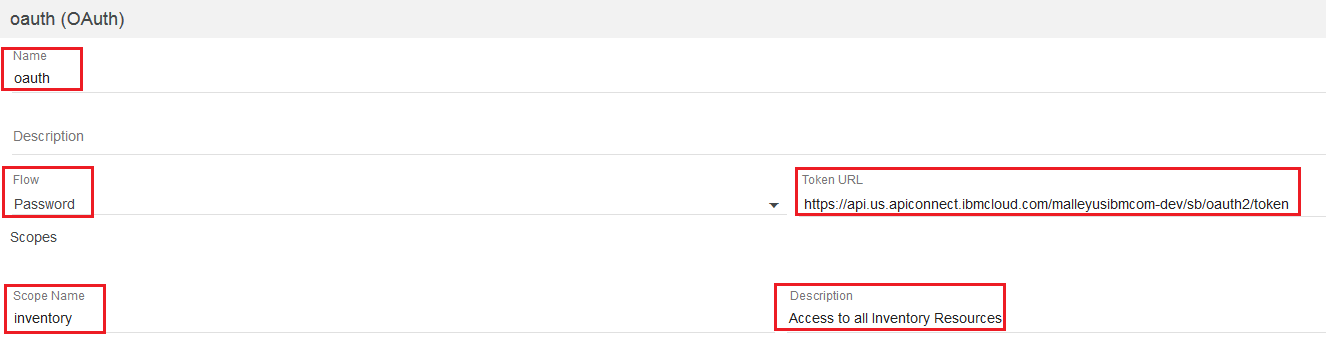 oauth (OAuth)
Name
oauth
Description
Flow
Token URL
Password
https://api.us.apiconnect.ibmcloud.com/malleyusibmcom-dev/sb/oauth2/token
Scopes
Scope Name
Description
inventory
Access to all Inventory Resources